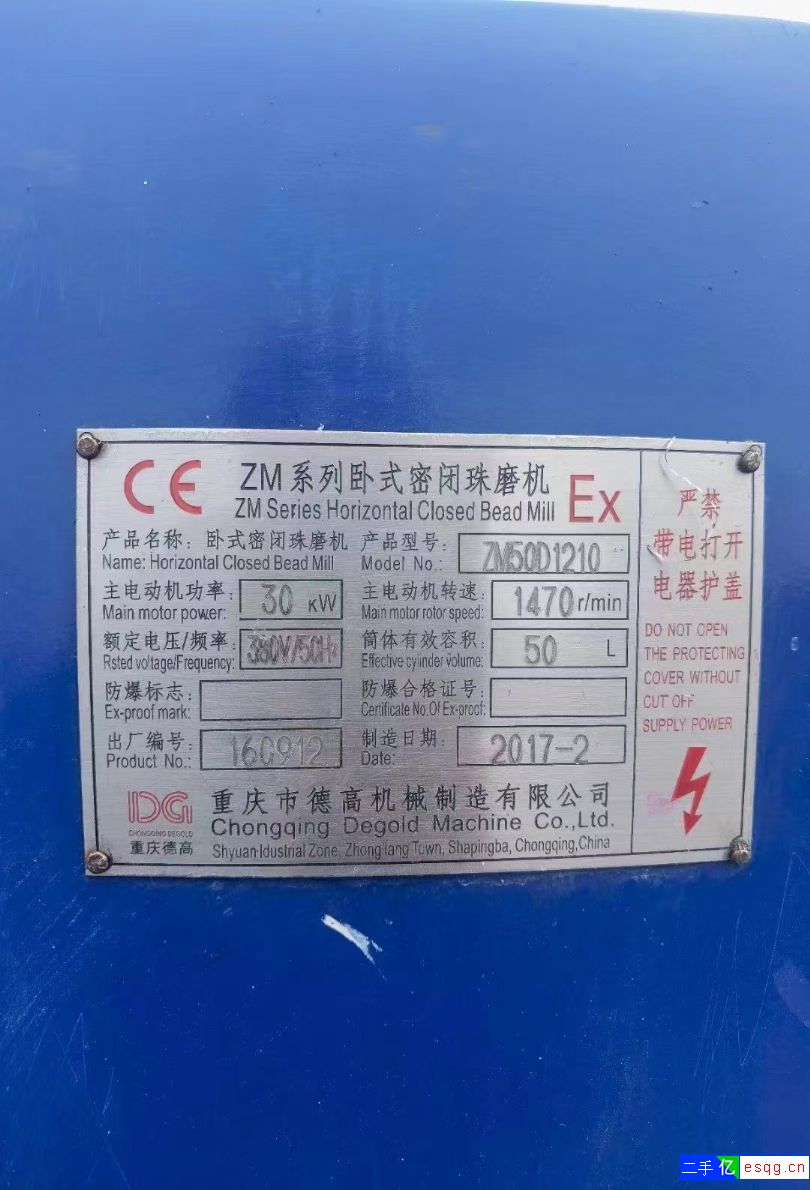 CE
ZM系列卧式密闭珠磨机
ZM Series Horizontal Closed Bead Mill
Ex
产品名称: 卧式密闭珠磨机 产品型号: ZM50D1210
Name: Horizontal Closed Bead Mill Model No.:
主电动机功率: 30 KW 主电动机转速: 1470 r/min
Main motor power: Main motor rotor speed:
额定电压/频率: 380V/50Hz 筒体有效容积: 50 L
Rsted voltage/Frequency: Effective cylinder Volume:
防爆标志: 防爆合格证号:
Ex-proof mark: Certificate No.Of Ex-proof:
出厂编号: 160912 制造日期: 2017-2
Product No.: Date:
DG
CHONGQING DEGOLD
重庆德高
重庆市德高机械制造有限公司
Chongqing Degold Machine Co.,Ltd.
Shyuan Idustrial Zone, Zhongliang Town, Shapingba, Chongqing,China
严禁
带电打开
电器护盖
DO NOT OPEN
THE PROTECTING
COVER WITHOUT
CUT OFF
SUPPLY POWER
二手亿 esqg.cn